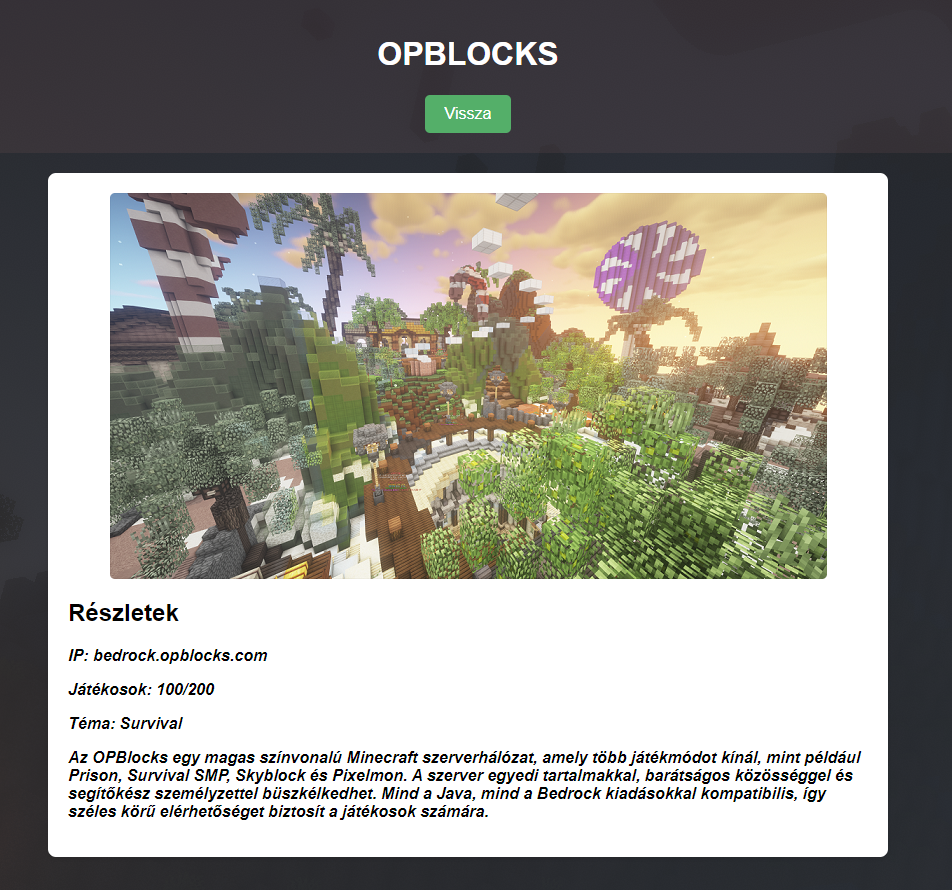 OPBLOCKS
Vissza
Részletek
IP: bedrock.opblocks.com
Játékosok: 100/200
Téma: Survival
Az OPBlocks egy magas színvonalú Minecraft szerverhálózat, amely több játékmódot kínál, mint például
Prison, Survival SMP, Skyblock és Pixelmon. A szerver egyedi tartalmakkal, barátságos közösséggel és
segítőkész személyzettel büszkélkedhet. Mind a Java, mind a Bedrock kiadásokkal kompatibilis, így
széles körű elérhetőséget biztosít a játékosok számára.